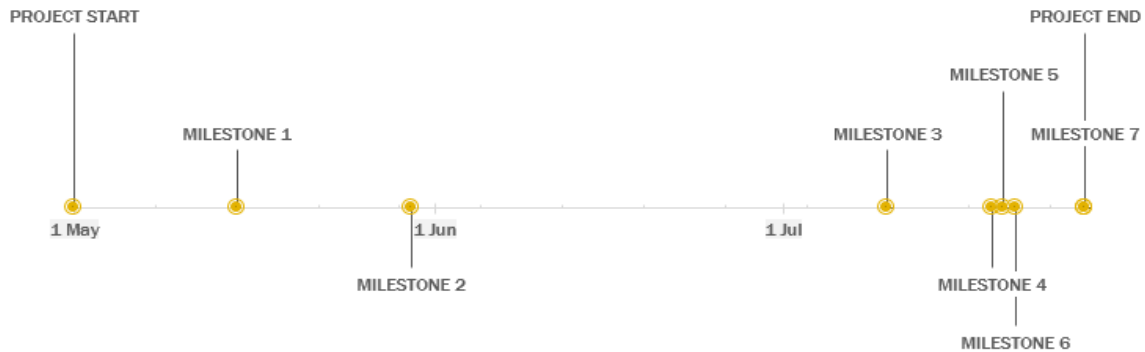 PROJECT START
PROJECT END
MILESTONE 5
MILESTONE 1
MILESTONE 3
MILESTONE 7
1 May
1 Jun
1 Jul
MILESTONE 2
MILESTONE 4
MILESTONE 6